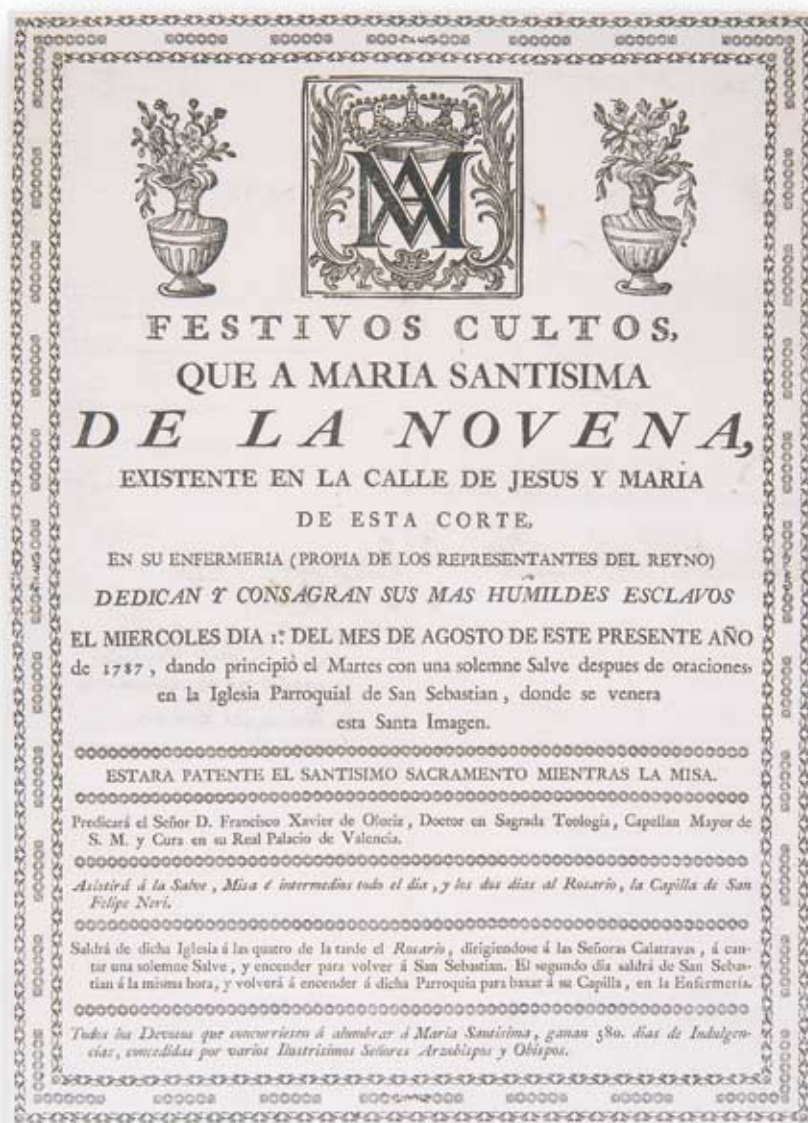 FESTIVOS CULTOS,
QUE A MARIA SANTISIMA
DE LA NOVENA,
EXISTENTE EN LA CALLE DE JESUS Y MARIA
DE ESTA CORTE,
EN SU ENFERMERIA (PROPIA DE LOS REPRESENTANTES DEL REYNO)
DEDICAN Y CONSAGRAN SUS MAS HUMILDES ESCLAVOS
EL MIERCOLES DIA 1.º DEL MES DE AGOSTO DE ESTE PRESENTE AÑO
de 1787, dando principiò el Martes con una solemne Salve despues de oraciones,
en la Iglesia Parroquial de San Sebastian, donde se venera
esta Santa Imagen.
ESTARA PATENTE EL SANTISIMO SACRAMENTO MIENTRAS LA MISA.
Predicará el Señor D. Francisco Xavier de Oloriz, Doctor en Sagrada Teología, Capellan Mayor de
S. M. y Cura en su Real Palacio de Valencia.
Asistirá á la Salve, Misa é intermedios todo el dia, y los dos dias al Rosario, la Capilla de San
Felipe Neri.
Saldrá de dicha Iglesia á las quatro de la tarde el Rosario, dirigiendose á las Señoras Calatravas, á can-
tar una solemne Salve, y encender para volver á San Sebastian. El segundo dia saldrá de San Sebas-
tian á la misma hora, y volverá á encender á dicha Parroquia para baxar á su Capilla, en la Enfermería.
Todos los Devotos que concurriesen á alumbrar á Maria Santisima, ganan 580. dias de Indulgen-
cias, concedidas por varios Ilustrisimos Señores Arzobispos y Obispos.